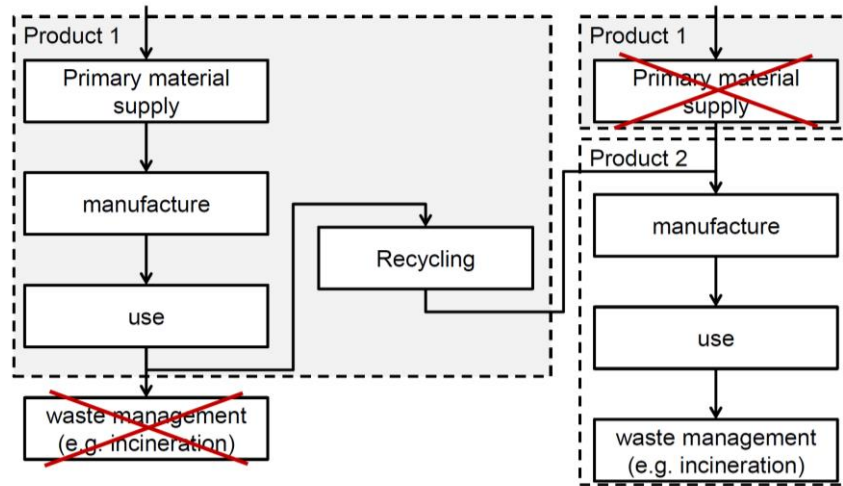 Product 1
Primary material
supply
manufacture
use
waste management
(e.g. incineration)
Recycling
Product 1
Primary material
supply
Product 2
manufacture
use
waste management
(e.g. incineration)